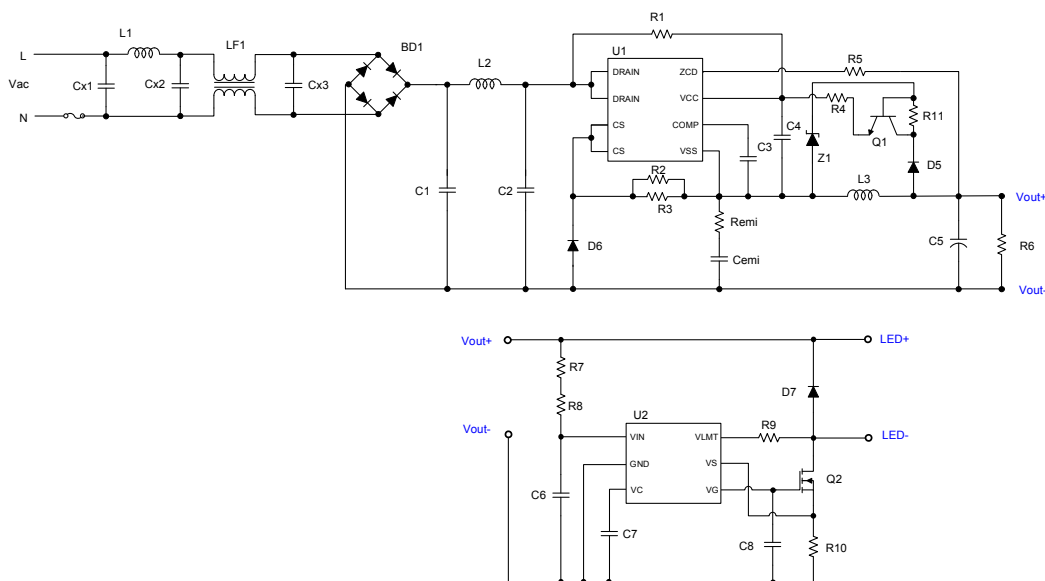 R1
L1
LF1
BD1
U1
L
L2
DRAIN
ZCD
R5
Vac
Cx1
Cx2
Cx3
DRAIN
VCC
R4
R11
N
CS
COMP
C4
Q1
CS
VSS
C3
Z1
D5
C1
C2
R2
L3
R3
Vout+
Remi
D6
C5
R6
Cemi
Vout-
Vout+
LED+
R7
D7
R8
U2
Vout-
VIN
VLMT
R9
LED-
GND
VS
Q2
C6
VC
VG
C7
C8
R10